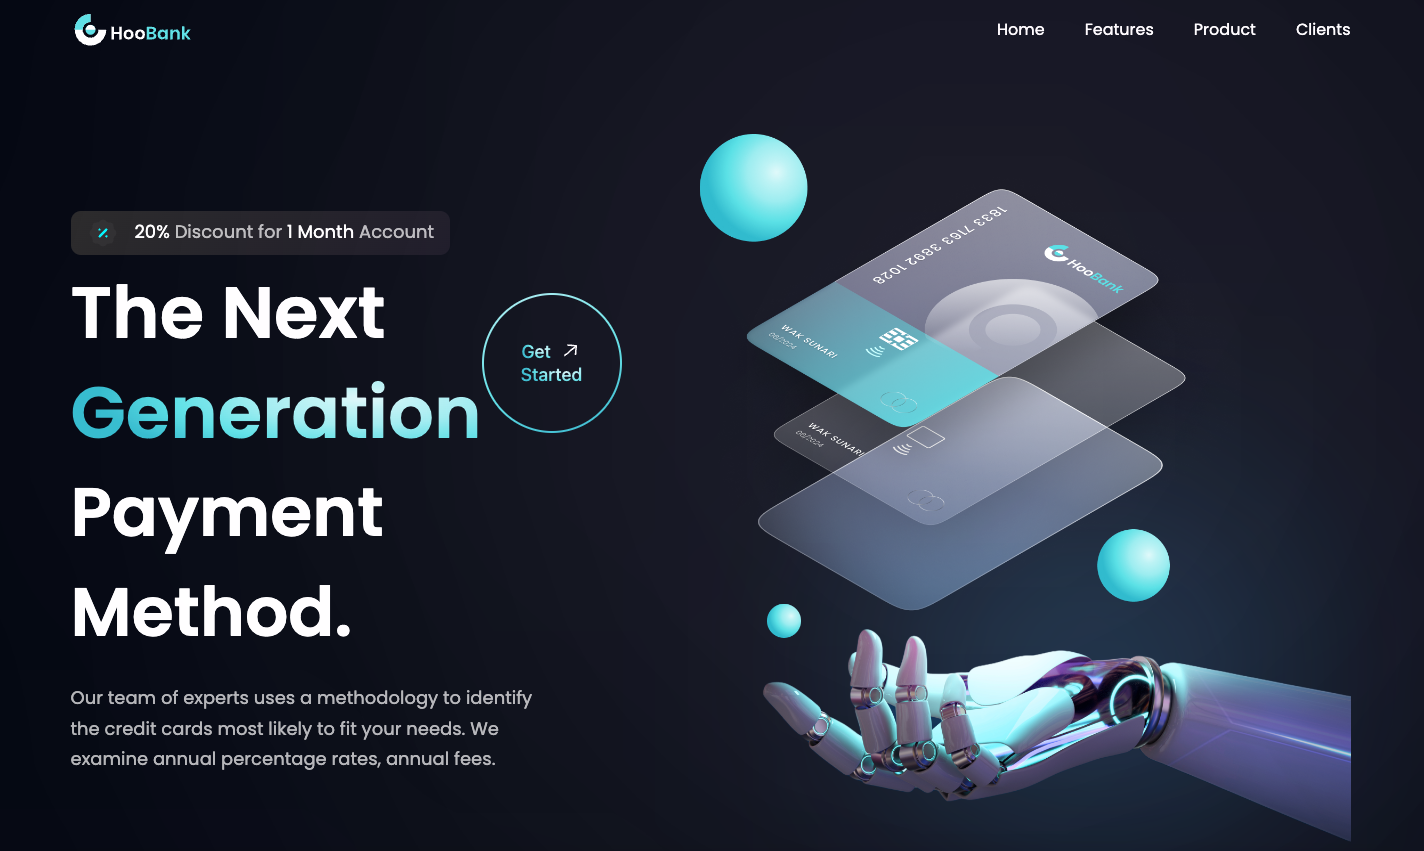 HooBank
Home Features Product Clients
20% Discount for 1 Month Account
The Next
Generation
Payment
Method.
Get
Started
Our team of experts uses a methodology to identify
the credit cards most likely to fit your needs. We
examine annual percentage rates, annual fees.
1833 7163 3892 1028
HooBank
WAK SUNARI
06/2024
WAK SUNARI
06/2024